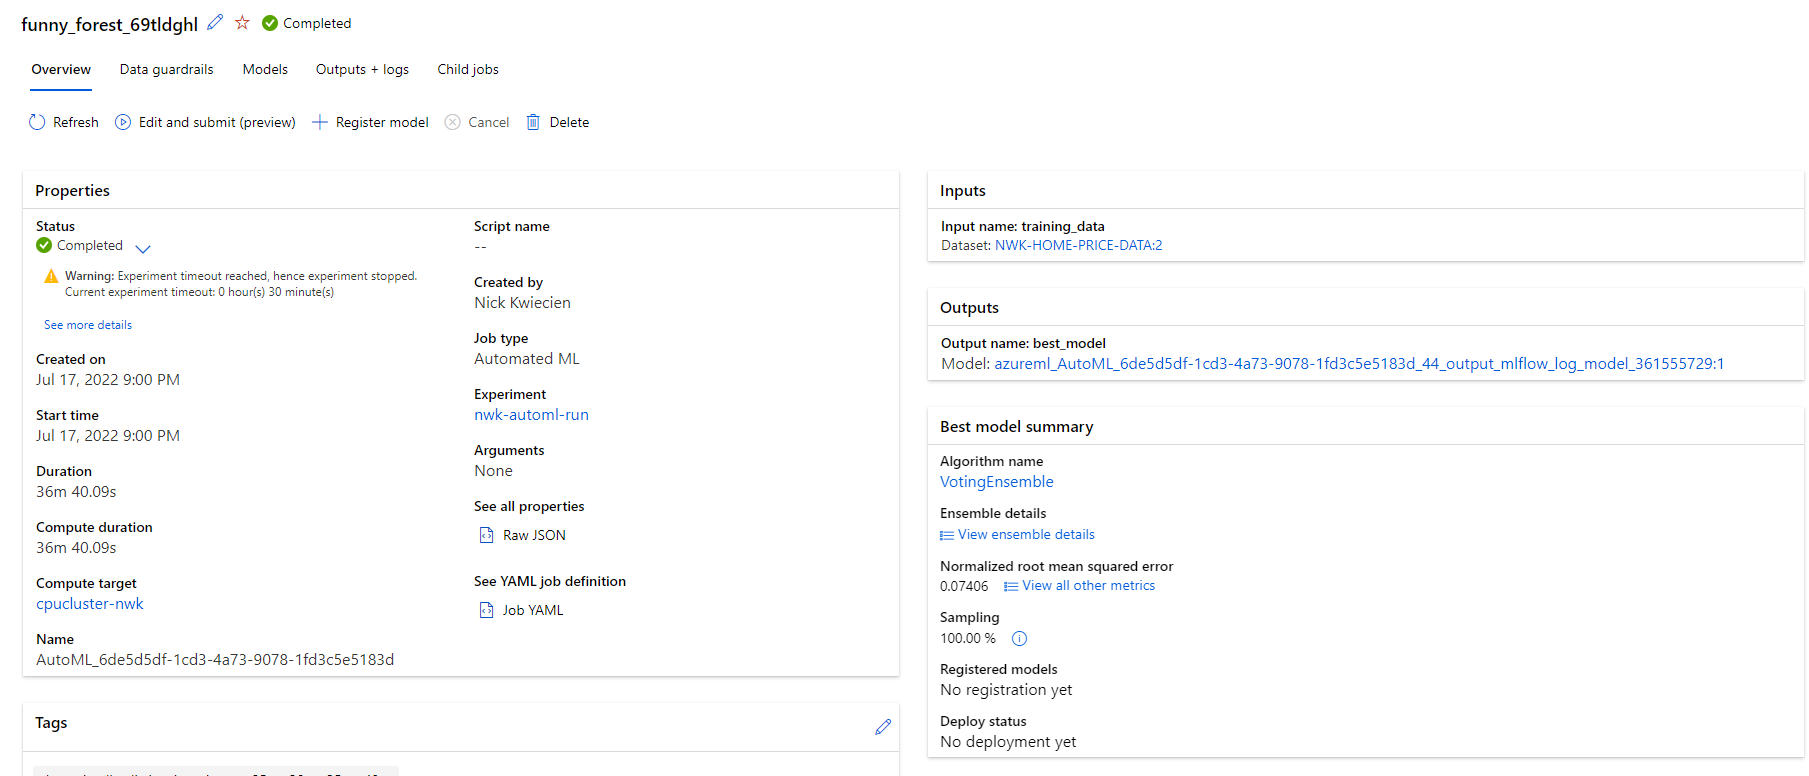 funny_forest_69tldghl Completed
Overview Data guardrails Models Outputs + logs Child jobs
Refresh Edit and submit (preview) Register model Cancel Delete
Properties
Status
Completed
Warning: Experiment timeout reached, hence experiment stopped.
Current experiment timeout: 0 hour(s) 30 minute(s)
See more details
Created on
Jul 17, 2022 9:00 PM
Start time
Jul 17, 2022 9:00 PM
Duration
36m 40.09s
Compute duration
36m 40.09s
Compute target
cpucluster-nwk
Name
AutoML_6de5d5df-1cd3-4a73-9078-1fd3c5e5183d
Script name
--
Created by
Nick Kwiecien
Job type
Automated ML
Experiment
nwk-automl-run
Arguments
None
See all properties
Raw JSON
See YAML job definition
Job YAML
Tags
Inputs
Input name: training_data
Dataset: NWK-HOME-PRICE-DATA:2
Outputs
Output name: best_model
Model: azureml_AutoML_6de5d5df-1cd3-4a73-9078-1fd3c5e5183d_44_output_mlflow_log_model_361555729:1
Best model summary
Algorithm name
VotingEnsemble
Ensemble details
View ensemble details
Normalized root mean squared error
0.07406 View all other metrics
Sampling
100.00 %
Registered models
No registration yet
Deploy status
No deployment yet